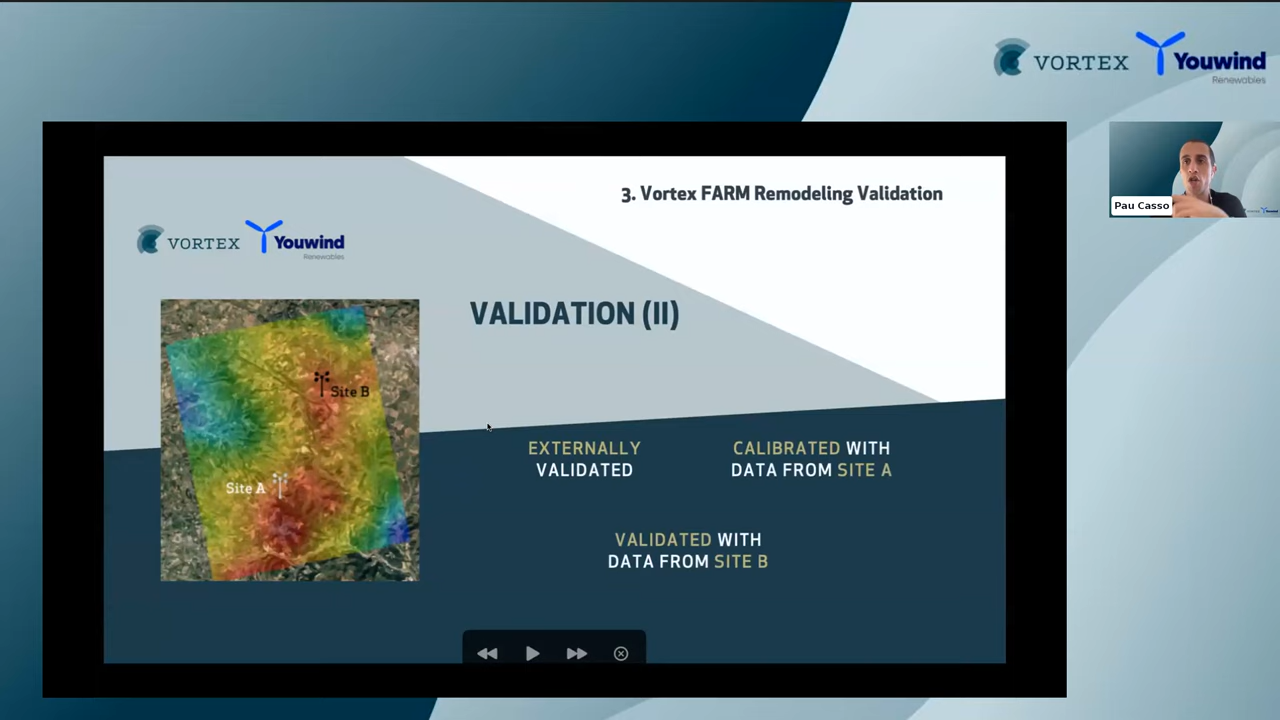 VORTEX
Youwind
Renewables
Pau Casso
3. Vortex FARM Remodeling Validation
VORTEX
Youwind
Renewables
VALIDATION (II)
Site B
Site A
EXTERNALLY
VALIDATED
CALIBRATED WITH
DATA FROM SITE A
VALIDATED WITH
DATA FROM SITE B